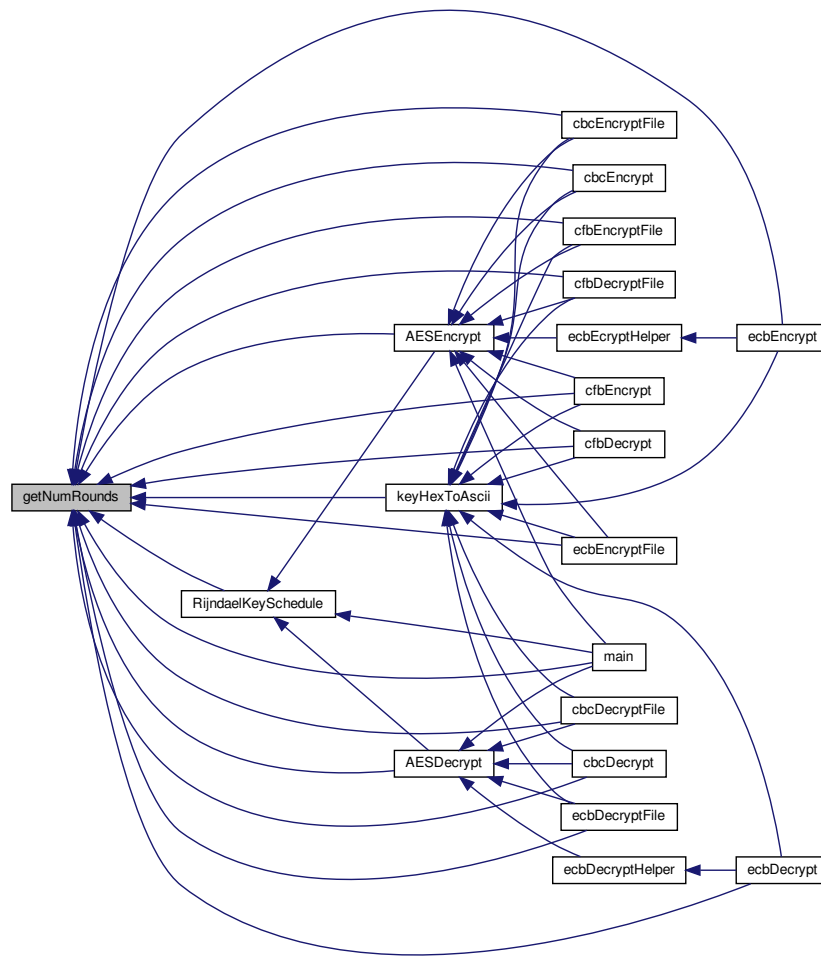 cbcEncryptFile
cbcEncrypt
cfbEncryptFile
cfbDecryptFile
AESEncrypt
ecbEcryptHelper
ecbEncrypt
cfbEncrypt
cfbDecrypt
getNumRounds
keyHexToAscii
ecbEncryptFile
RijndaelKeySchedule
main
cbcDecryptFile
AESDecrypt
cbcDecrypt
ecbDecryptFile
ecbDecryptHelper
ecbDecrypt